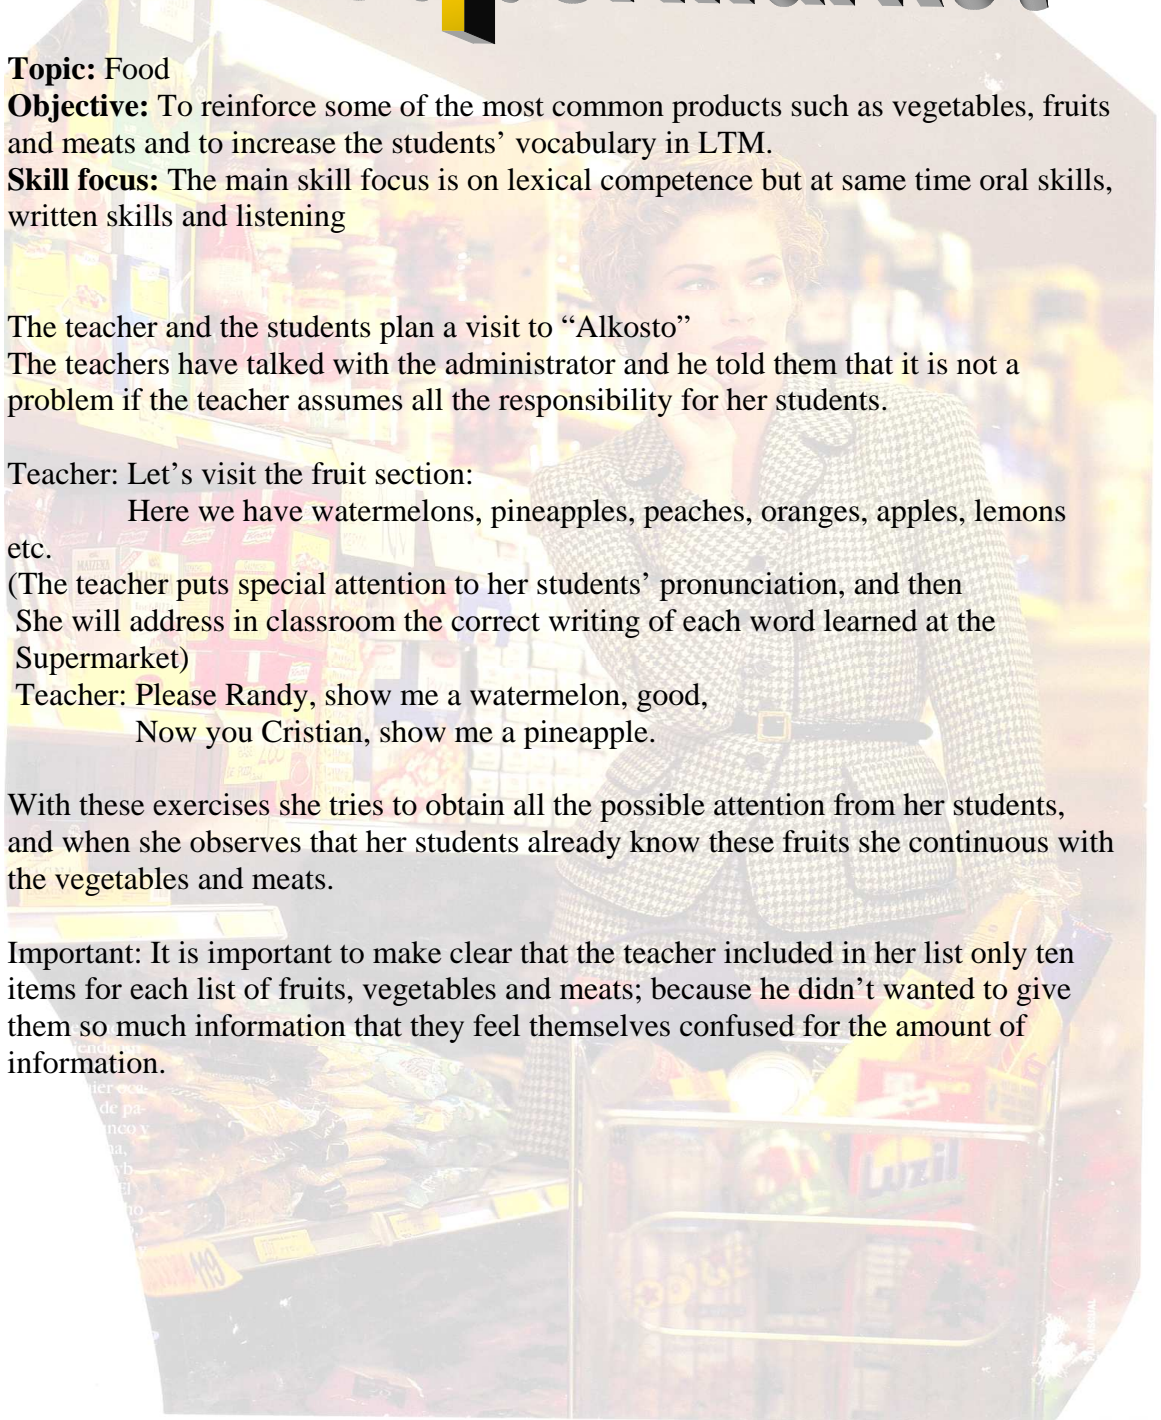 Supermarket
Topic: Food
Objective: To reinforce some of the most common products such as vegetables, fruits
and meats and to increase the students’ vocabulary in LTM.
Skill focus: The main skill focus is on lexical competence but at same time oral skills,
written skills and listening
The teacher and the students plan a visit to “Alkosto”
The teachers have talked with the administrator and he told them that it is not a
problem if the teacher assumes all the responsibility for her students.
Teacher: Let’s visit the fruit section:
Here we have watermelons, pineapples, peaches, oranges, apples, lemons
etc.
(The teacher puts special attention to her students’ pronunciation, and then
She will address in classroom the correct writing of each word learned at the
Supermarket)
Teacher: Please Randy, show me a watermelon, good,
Now you Cristian, show me a pineapple.
With these exercises she tries to obtain all the possible attention from her students,
and when she observes that her students already know these fruits she continuous with
the vegetables and meats.
Important: It is important to make clear that the teacher included in her list only ten
items for each list of fruits, vegetables and meats; because he didn’t wanted to give
them so much information that they feel themselves confused for the amount of
information.
de pa-
Luzil
119